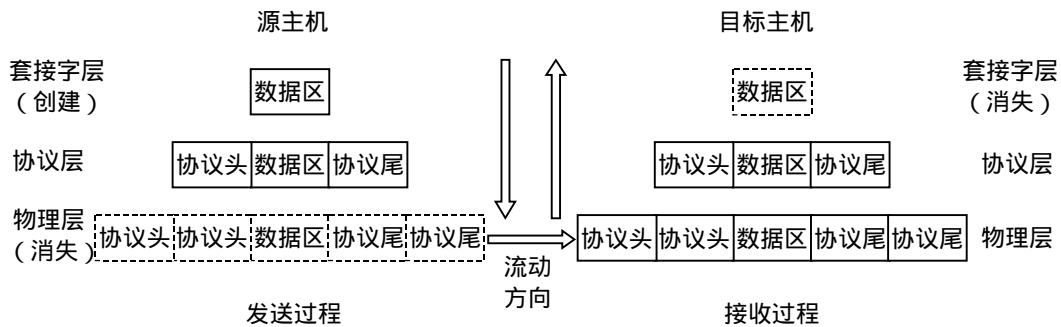 源主机 目标主机
套接字层 套接字层
（创建） 数据区 数据区 （消失）
协议层 协议头 数据区 协议尾 协议头 数据区 协议尾 协议层
物理层 物理层
（消失） 协议头 协议头 数据区 协议尾 协议尾 协议头 协议头 数据区 协议尾 协议尾
流动
方向
发送过程 接收过程